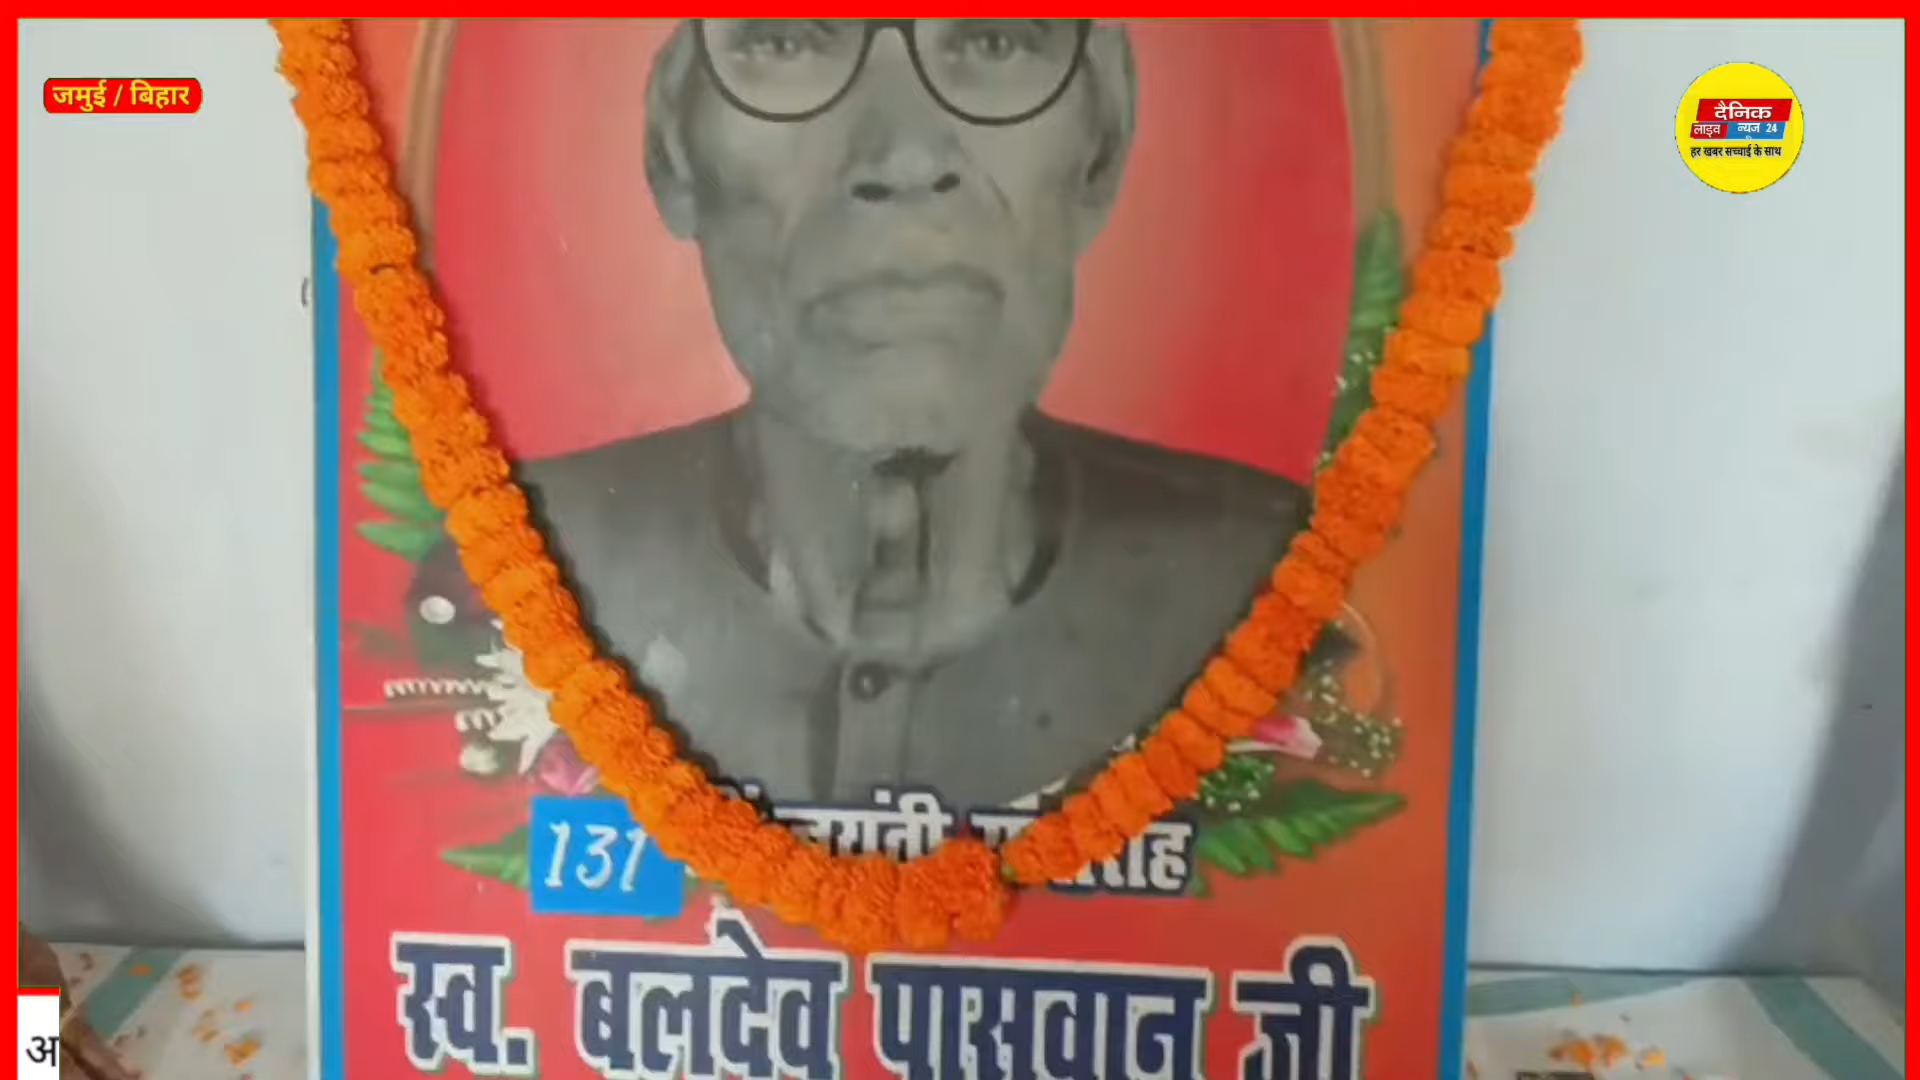 जमुई / बिहार
दैनिक
लाइव न्यूज 24
हर खबर सच्चाई के साथ
131
स्व. बलदेव पासवान जी
अ